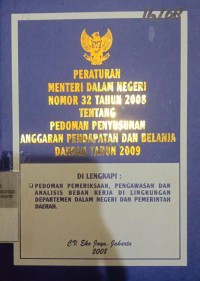 PERATURAN
MENTERI DALAM NEGERI
NOMOR 32 TAHUN 2008
TENTANG
PEDOMAN PENYUSUNAN
ANGGARAN PENDAPATAN DAN BELANJA
DAERAH TAHUN 2009
DI LENGKAPI :
PEDOMAN PEMERIKSAAN, PENGAWASAN DAN
ANALISIS BEBAN KERJA DI LINGKUNGAN
DEPARTEMEN DALAM NEGERI DAN PEMERINTAH
DAERAH.
CV. Eko Jaya, Jakarta
2008